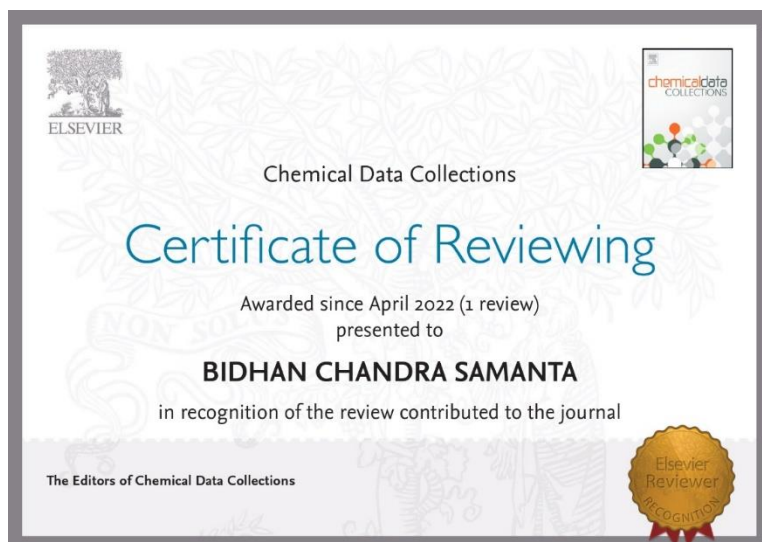 ELSEVIER
chemicaldata
COLLECTIONS
Chemical Data Collections
Certificate of Reviewing
Awarded since April 2022 (1 review)
presented to
BIDHAN CHANDRA SAMANTA
in recognition of the review contributed to the journal
NON SOLUS
The Editors of Chemical Data Collections
Elsevier
Reviewer
RECOGNITION